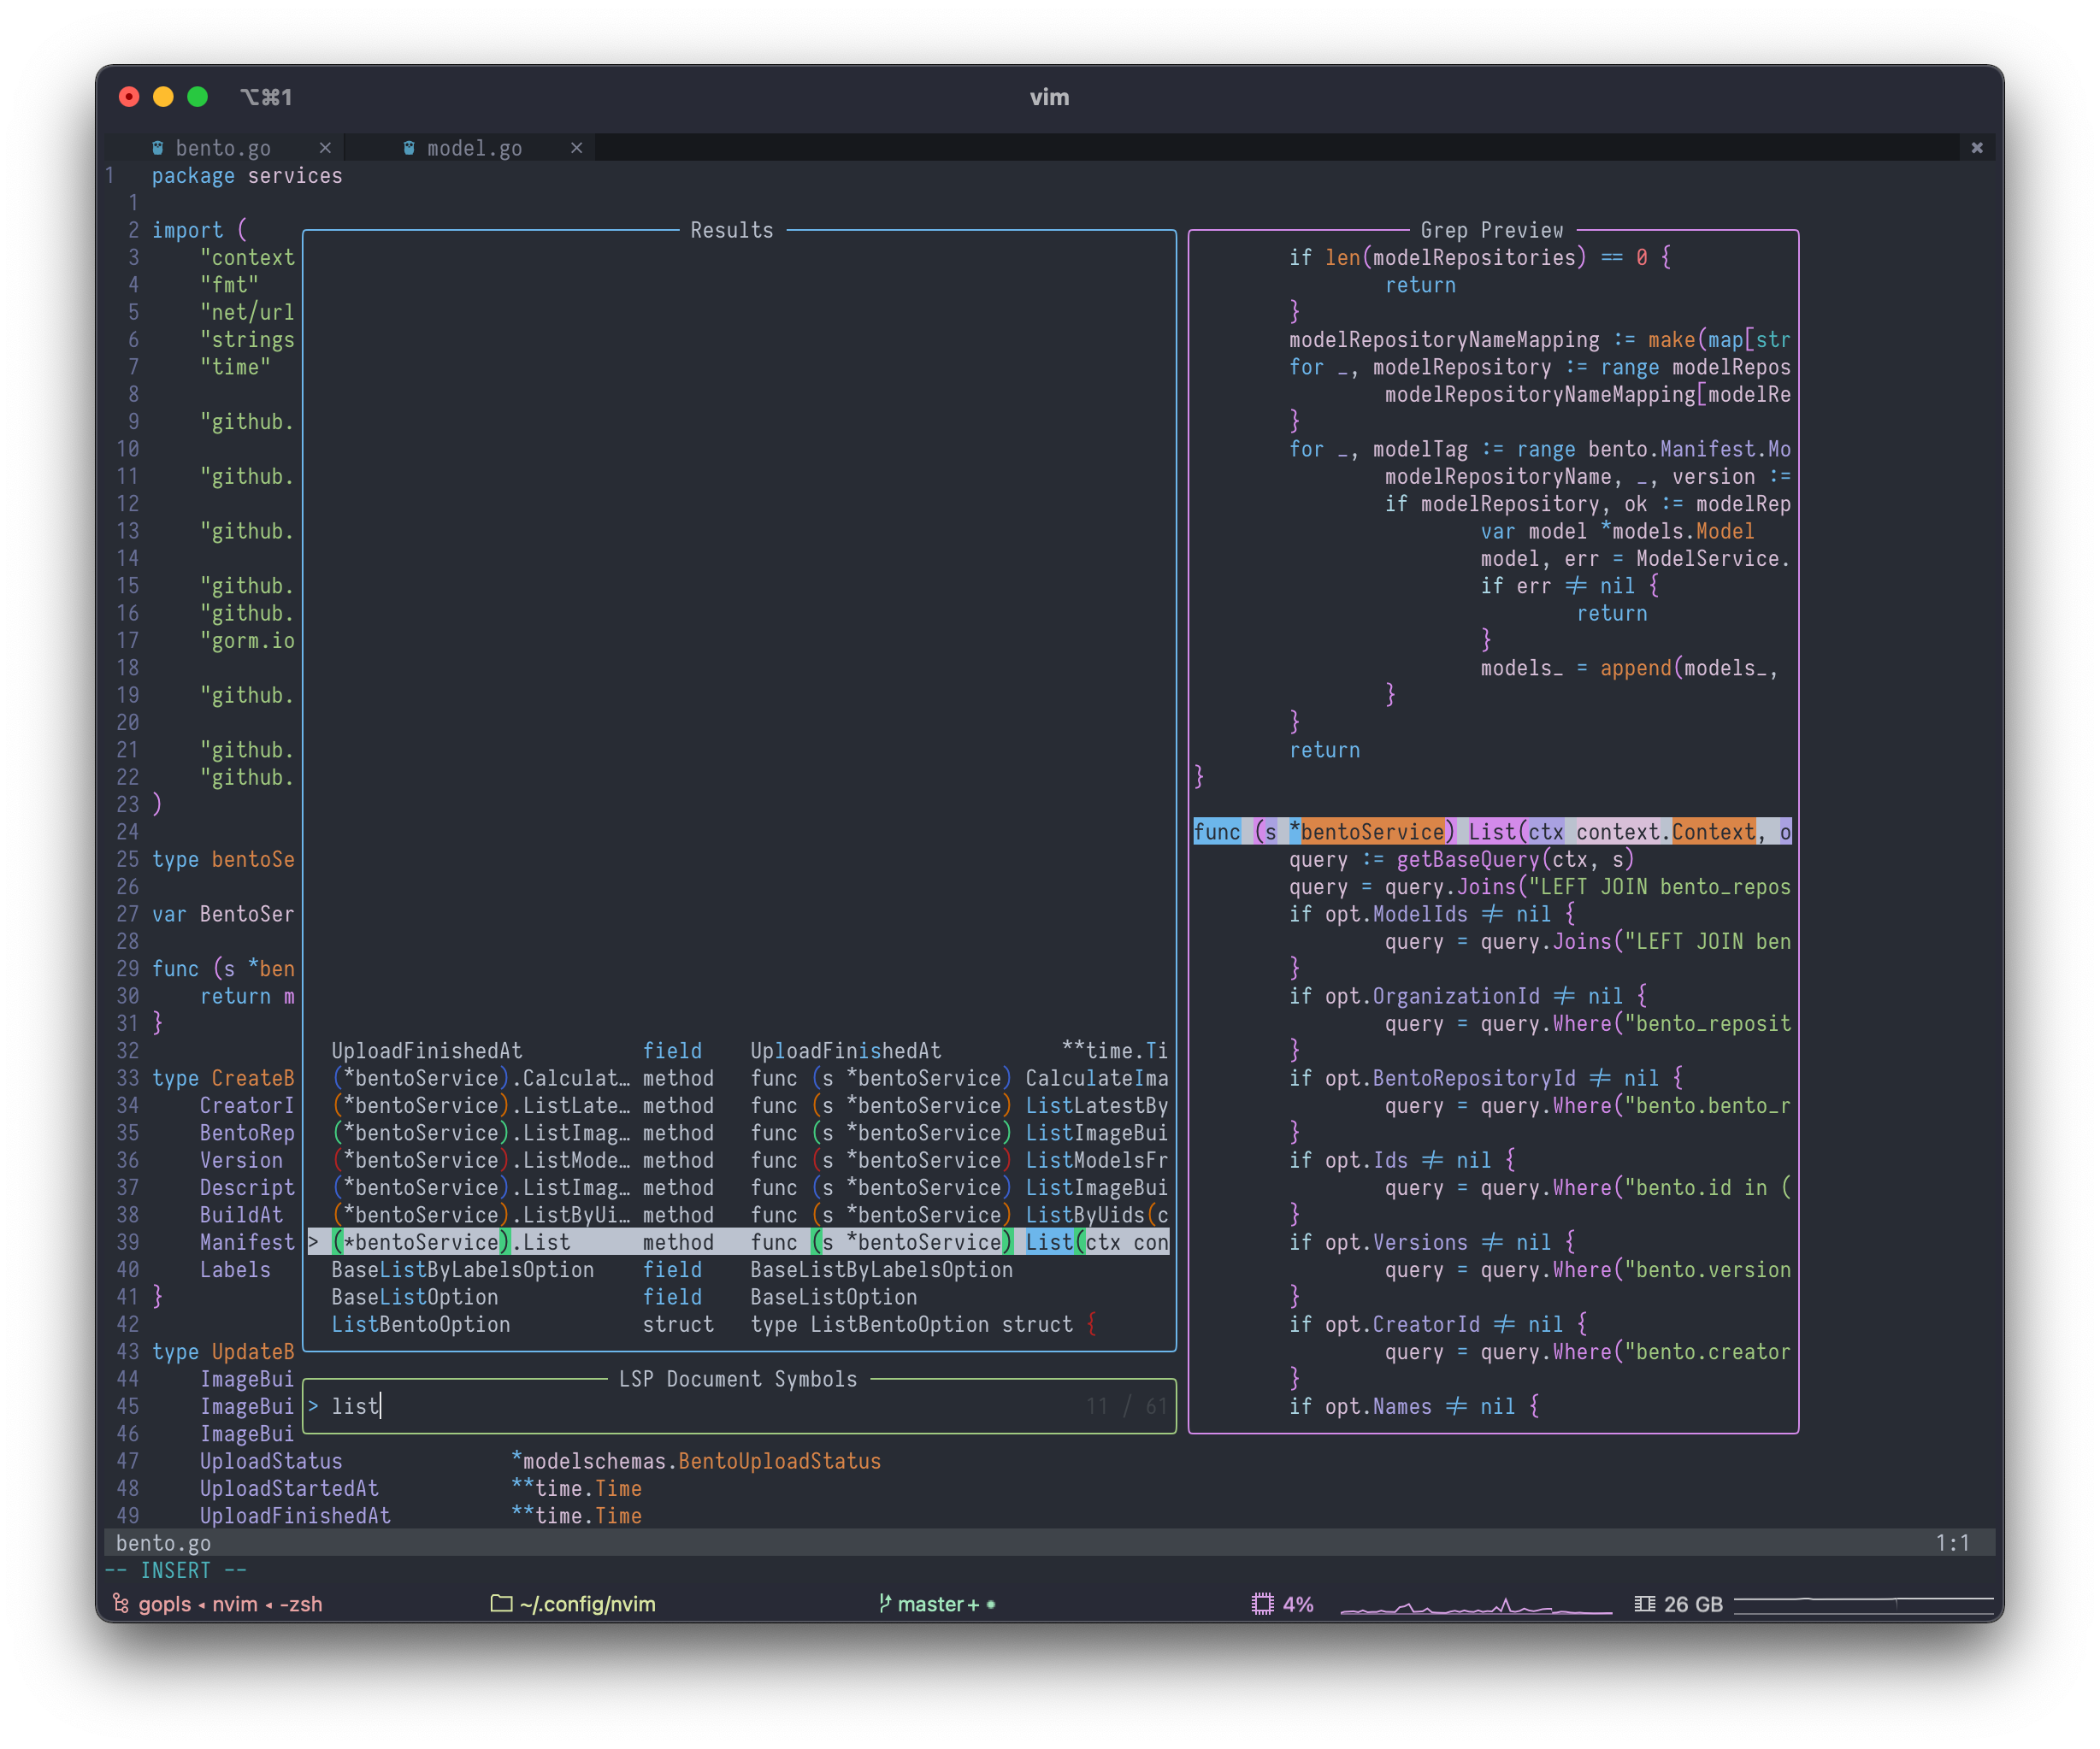 ⌥⌘1
vim
bento.go ×
model.go ×
1 package services
1
2 import (
3 "context
4 "fmt"
5 "net/url
6 "strings
7 "time"
8
9 "github.
10
11 "github.
12
13 "github.
14
15 "github.
16 "github.
17 "gorm.io
18
19 "github.
20
21 "github.
22 "github.
23 )
24
25 type bentoSe
26
27 var BentoSer
28
29 func (s *ben
30 return m
31 }
32
33 type CreateB
34 CreatorI
35 BentoRep
36 Version
37 Descript
38 BuildAt
39 Manifest
40 Labels
41 }
42
43 type UpdateB
44 ImageBui
45 ImageBui
46 ImageBui
47 UploadStatus *modelschemas.BentoUploadStatus
48 UploadStartedAt **time.Time
49 UploadFinishedAt **time.Time
Results
UploadFinishedAt field UploadFinishedAt **time.Ti
(*bentoService).Calculat… method func (s *bentoService) CalculateIma
(*bentoService).ListLate… method func (s *bentoService) ListLatestBy
(*bentoService).ListImag… method func (s *bentoService) ListImageBui
(*bentoService).ListMode… method func (s *bentoService) ListModelsFr
(*bentoService).ListImag… method func (s *bentoService) ListImageBui
(*bentoService).ListByUi… method func (s *bentoService) ListByUids(c
> (*bentoService).List method func (s *bentoService) List(ctx con
BaseListByLabelsOption field BaseListByLabelsOption
BaseListOption field BaseListOption
ListBentoOption struct type ListBentoOption struct {
LSP Document Symbols
> list 11 / 61
Grep Preview
if len(modelRepositories) == 0 {
return
}
modelRepositoryNameMapping := make(map[str
for _, modelRepository := range modelRepos
modelRepositoryNameMapping[modelRe
}
for _, modelTag := range bento.Manifest.Mo
modelRepositoryName, _, version :=
if modelRepository, ok := modelRep
var model *models.Model
model, err = ModelService.
if err ≠ nil {
return
}
models_ = append(models_,
}
}
return
}
func (s *bentoService) List(ctx context.Context, o
query := getBaseQuery(ctx, s)
query = query.Joins("LEFT JOIN bento_repos
if opt.ModelIds ≠ nil {
query = query.Joins("LEFT JOIN ben
}
if opt.OrganizationId ≠ nil {
query = query.Where("bento_reposit
}
if opt.BentoRepositoryId ≠ nil {
query = query.Where("bento.bento_r
}
if opt.Ids ≠ nil {
query = query.Where("bento.id in (
}
if opt.Versions ≠ nil {
query = query.Where("bento.version
}
if opt.CreatorId ≠ nil {
query = query.Where("bento.creator
}
if opt.Names ≠ nil {
bento.go 1:1
-- INSERT --
gopls ◂ nvim ◂ -zsh ~/.config/nvim master+ ● 4% 26 GB